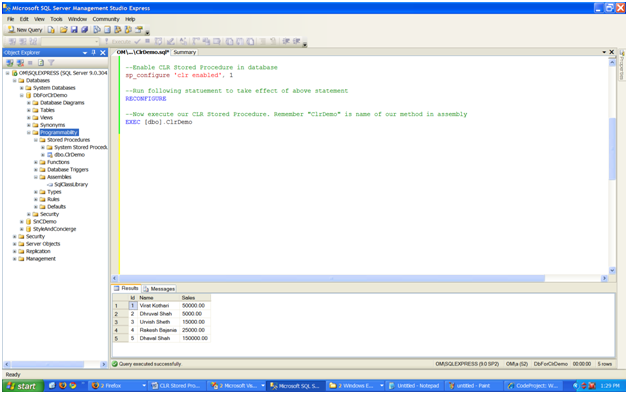 Microsoft SQL Server Management Studio Express
File Edit View Tools Window Community Help
New Query
Object Explorer
OM\SQLEXPRESS (SQL Server 9.0.304
Databases
System Databases
DbForClrDemo
Database Diagrams
Tables
Views
Synonyms
Programmability
Stored Procedures
System Stored Procedu
dbo.ClrDemo
Functions
Database Triggers
Assemblies
SqlClassLibrary
Types
Rules
Defaults
Security
SnCDemo
StyleAndConcierge
Security
Server Objects
Replication
Management
OM\...\ClrDemo.sql* Summary
--Enable CLR Stored Procedure in database
sp_configure 'clr enabled', 1
--Run following statuement to take effect of above statement
RECONFIGURE
--Now execute our CLR Stored Procedure. Remember "ClrDemo" is name of our method in assembly
EXEC [dbo].ClrDemo
Properties
Results Messages
Id Name Sales
1 1 Virat Kothari 50000.00
2 2 Dhruval Shah 5000.00
3 3 Urvish Sheth 15000.00
4 4 Rakesh Bajania 25000.00
5 5 Dhaval Shah 150000.00
Query executed successfully.
OM\SQLEXPRESS (9.0 SP2) OM\a (52) DbForClrDemo 00:00:00 5 rows
Ready
start 2 Firefox CLR Stored Pro... 2 Microsoft Vis... Microsoft SQL S... 3 Windows E... Untitled - Notepad untitled - Paint CodeProject: W... 1:29 PM